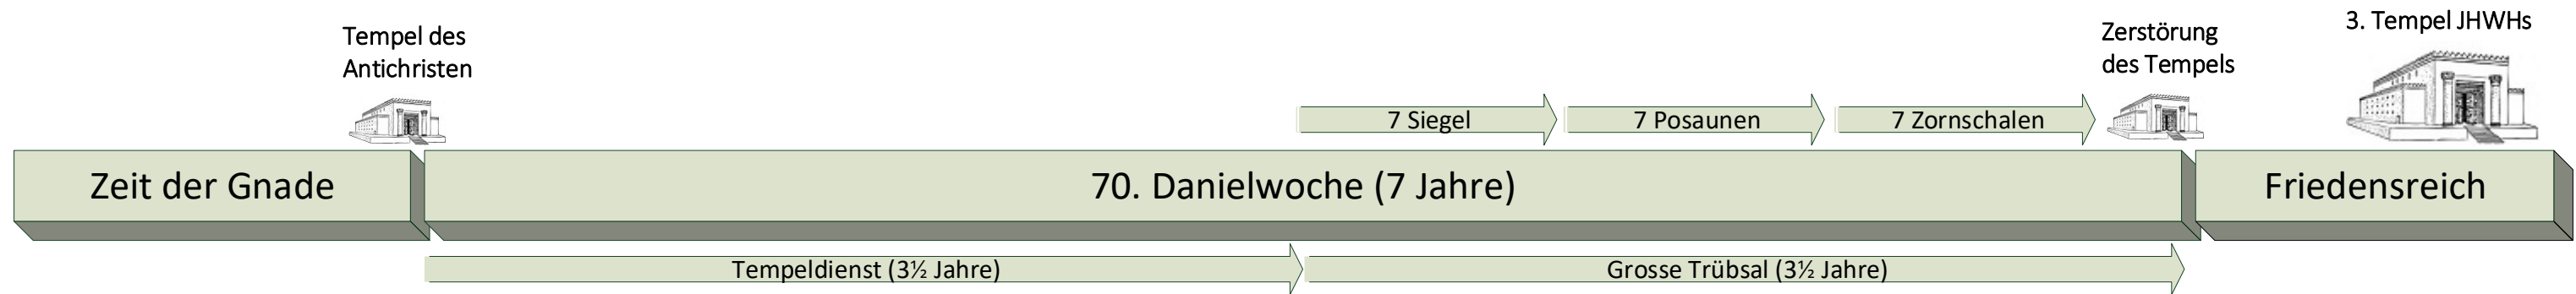 Tempel des
Antichristen
Zerstörung
des Tempels
3. Tempel JHWHs
7 Siegel
7 Posaunen
7 Zornschalen
Zeit der Gnade
70. Danielwoche (7 Jahre)
Friedensreich
Tempeldienst (3½ Jahre)
Grosse Trübsal (3½ Jahre)